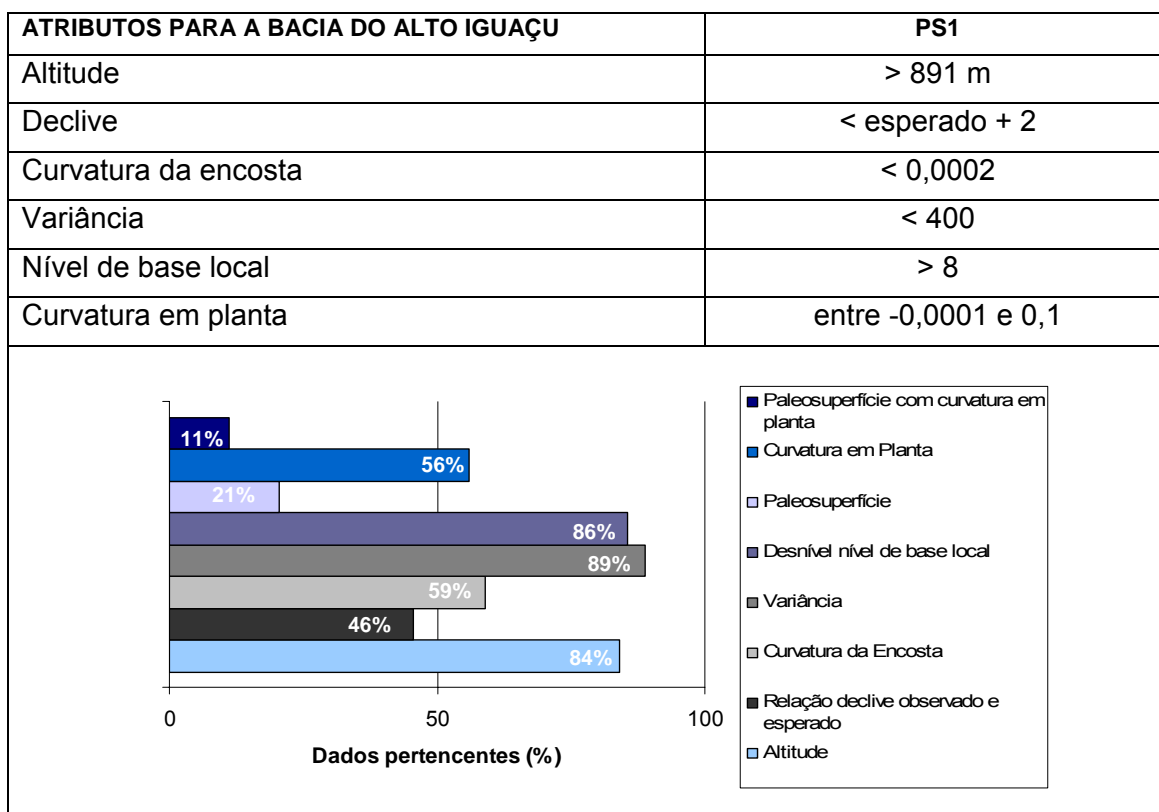 ATRIBUTOS PARA A BACIA DO ALTO IGUAÇU PS1
Altitude > 891 m
Declive < esperado + 2
Curvatura da encosta < 0,0002
Variância < 400
Nível de base local > 8
Curvatura em planta entre -0,0001 e 0,1
11%
56%
21%
86%
89%
59%
46%
84%
0 50 100
Dados pertencentes (%)
Paleosuperfície com curvatura em
planta
Curvatura em Planta
Paleosuperfície
Desnível nível de base local
Variância
Curvatura da Encosta
Relação declive observado e
esperado
Altitude